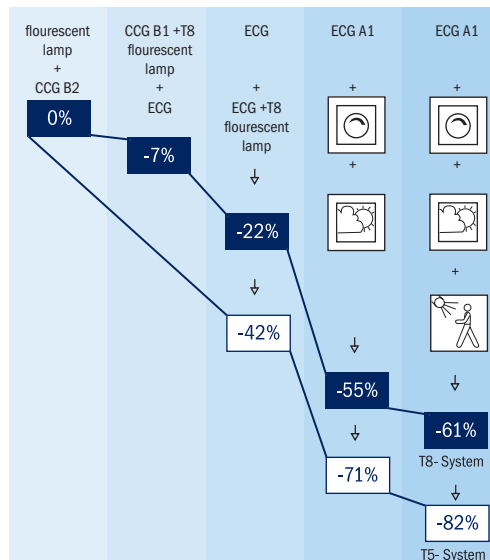 flourescent
lamp
+
CCG B2
0%
CCG B1 +T8
flourescent
lamp
+
ECG
-7%
ECG
+
ECG +T8
flourescent
lamp
-22%
-42%
ECG A1
+
+
-55%
-71%
ECG A1
+
+
+
-61%
T8- System
-82%
T5- System